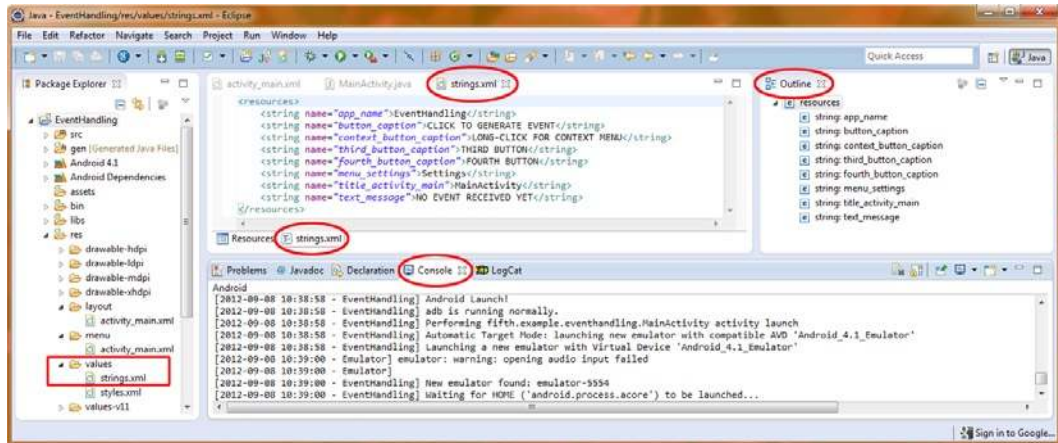 Java - EventHandling/res/values/strings.xml - Eclipse
File Edit Refactor Navigate Search Project Run Window Help
Quick Access
Java
Package Explorer
EventHandling
src
gen [Generated Java Files]
Android 4.1
Android Dependencies
assets
bin
libs
res
drawable-hdpi
drawable-ldpi
drawable-mdpi
drawable-xhdpi
layout
activity_main.xml
menu
activity_main.xml
values
strings.xml
styles.xml
values-v11
activity_main.xml MainActivity.java strings.xml
<resources>
<string name="app_name">EventHandling</string>
<string name="button_caption">CLICK TO GENERATE EVENT</string>
<string name="context_button_caption">LONG-CLICK FOR CONTEXT MENU</string>
<string name="third_button_caption">THIRD BUTTON</string>
<string name="fourth_button_caption">FOURTH BUTTON</string>
<string name="menu_settings">Settings</string>
<string name="title_activity_main">MainActivity</string>
<string name="text_message">NO EVENT RECEIVED YET</string>
</resources>
Resources strings.xml
Outline
resources
string: app_name
string: button_caption
string: context_button_caption
string: third_button_caption
string: fourth_button_caption
string: menu_settings
string: title_activity_main
string: text_message
Problems Javadoc Declaration Console LogCat
Android
[2012-09-08 10:38:58 - EventHandling] Android Launch!
[2012-09-08 10:38:58 - EventHandling] adb is running normally.
[2012-09-08 10:38:58 - EventHandling] Performing fifth.example.eventhandling.MainActivity activity launch
[2012-09-08 10:38:58 - EventHandling] Automatic Target Mode: launching new emulator with compatible AVD 'Android_4.1_Emulator'
[2012-09-08 10:38:58 - EventHandling] Launching a new emulator with Virtual Device 'Android_4.1_Emulator'
[2012-09-08 10:39:00 - Emulator] emulator: warning: opening audio input failed
[2012-09-08 10:39:00 - Emulator]
[2012-09-08 10:39:00 - EventHandling] New emulator found: emulator-5554
[2012-09-08 10:39:00 - EventHandling] Waiting for HOME ('android.process.acore') to be launched...
Sign in to Google...